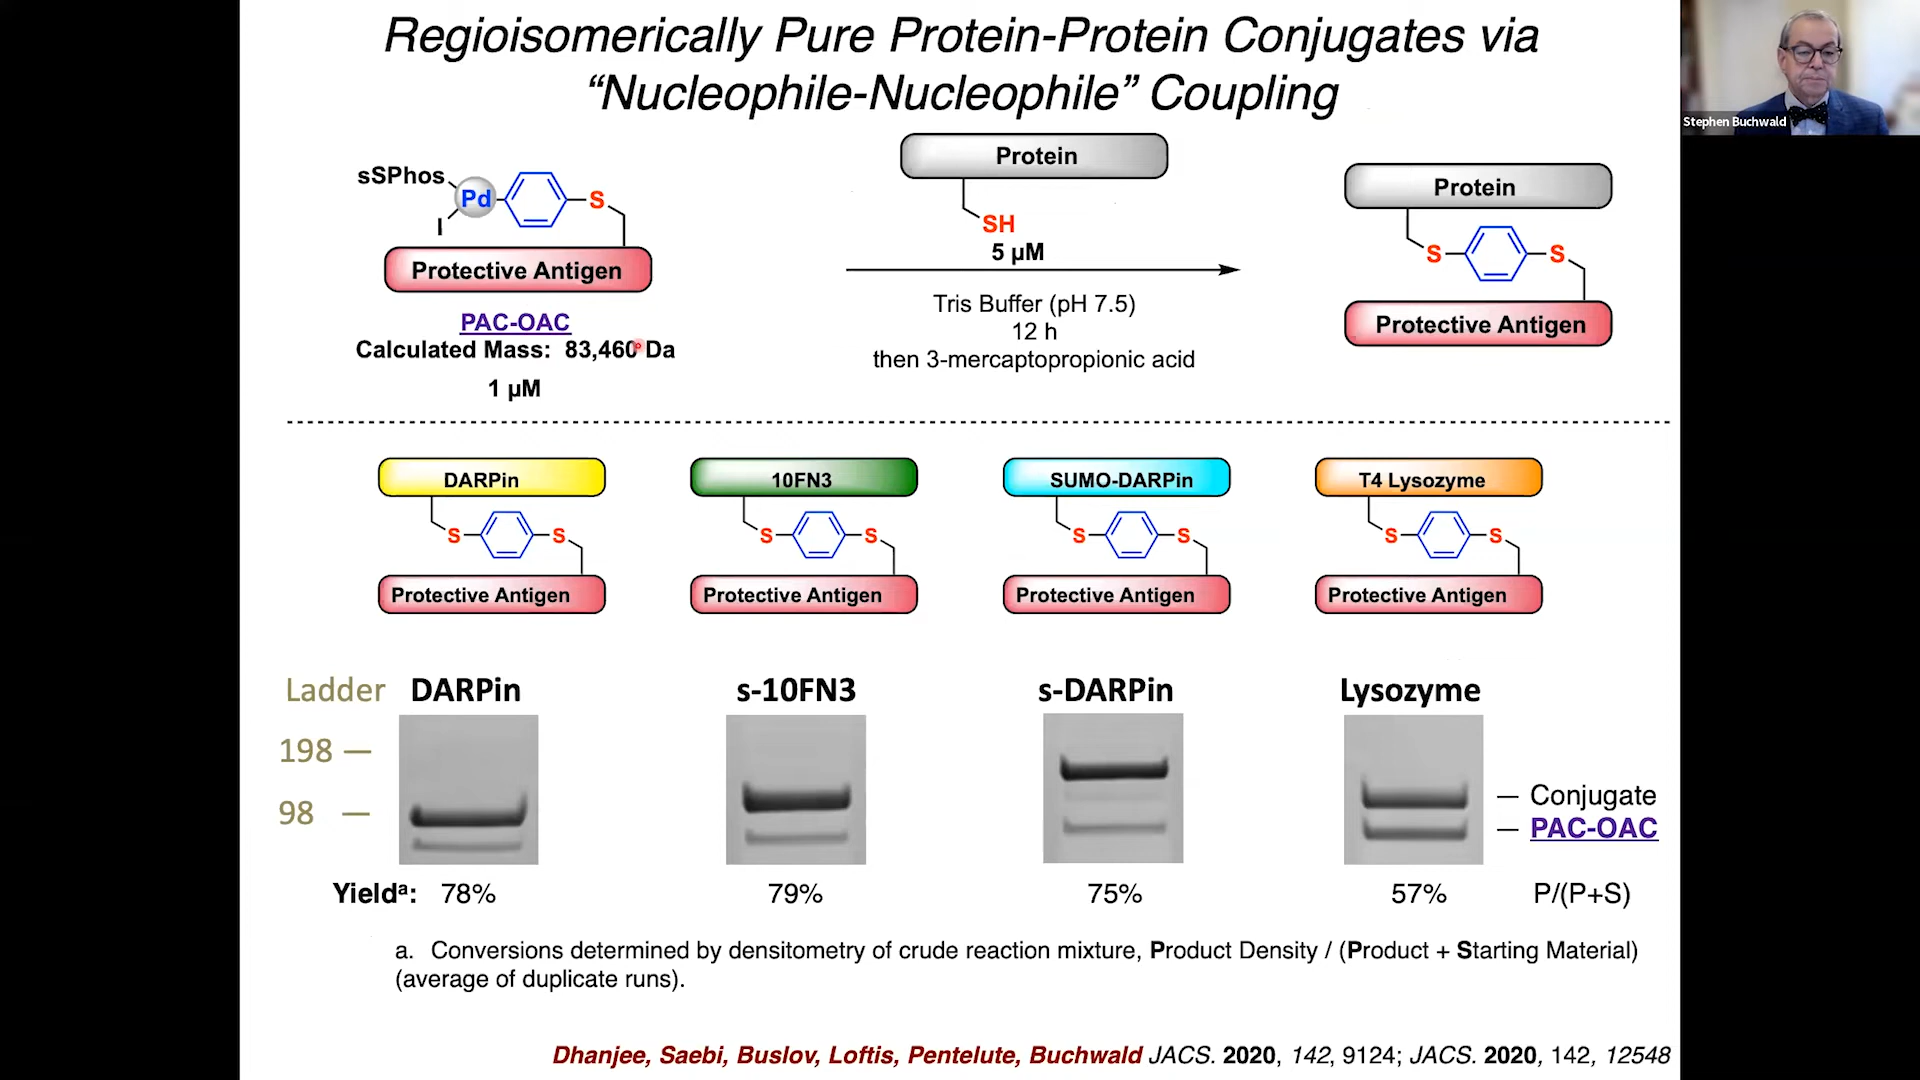 Regioisomerically Pure Protein-Protein Conjugates via
“Nucleophile-Nucleophile” Coupling
Stephen Buchwald
sSPhos
Pd
S
I
Protective Antigen
PAC-OAC
Calculated Mass: 83,460 Da
1 µM
Protein
SH
5 µM
Tris Buffer (pH 7.5)
12 h
then 3-mercaptopropionic acid
Protein
S
S
Protective Antigen
DARPin
S
S
Protective Antigen
10FN3
S
S
Protective Antigen
SUMO-DARPin
S
S
Protective Antigen
T4 Lysozyme
S
S
Protective Antigen
Ladder DARPin s-10FN3 s-DARPin Lysozyme
198 —
98 —
— Conjugate
— PAC-OAC
Yieldᵃ: 78% 79% 75% 57% P/(P+S)
a. Conversions determined by densitometry of crude reaction mixture, Product Density / (Product + Starting Material)
(average of duplicate runs).
Dhanjee, Saebi, Buslov, Loftis, Pentelute, Buchwald JACS. 2020, 142, 9124; JACS. 2020, 142, 12548